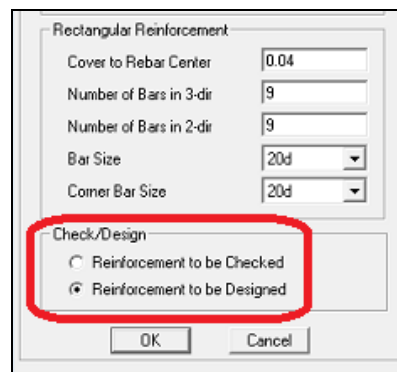 Rectangular Reinforcement
Cover to Rebar Center 0.04
Number of Bars in 3-dir 9
Number of Bars in 2-dir 9
Bar Size 20d
Corner Bar Size 20d
Check/Design
Reinforcement to be Checked
Reinforcement to be Designed
OK Cancel